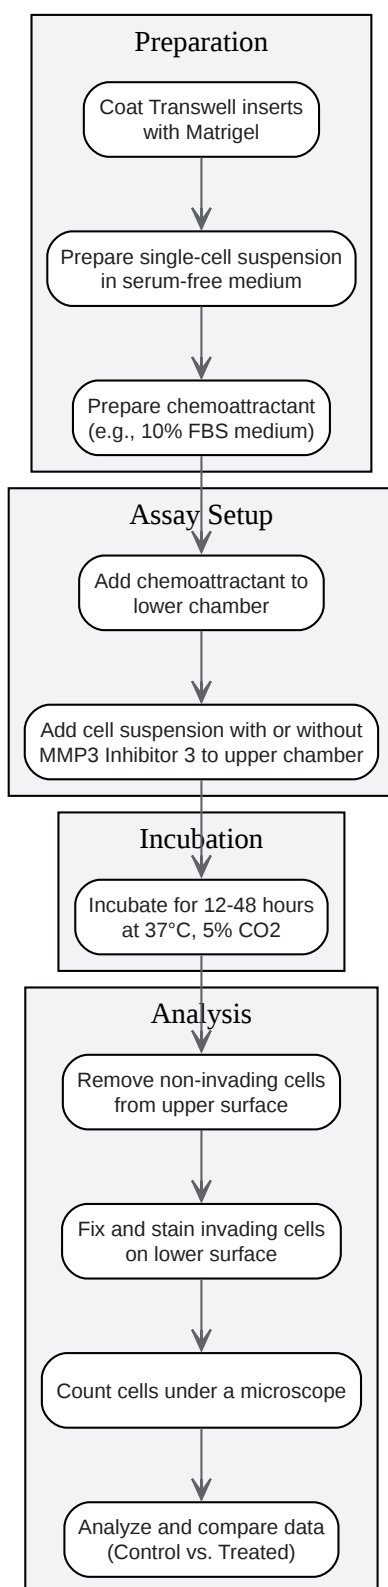 Preparation
Coat Transwell inserts
with Matrigel
Prepare single-cell suspension
in serum-free medium
Prepare chemoattractant
(e.g., 10% FBS medium)
Assay Setup
Add chemoattractant to
lower chamber
Add cell suspension with or without
MMP3 Inhibitor 3 to upper chamber
Incubation
Incubate for 12-48 hours
at 37°C, 5% CO2
Analysis
Remove non-invading cells
from upper surface
Fix and stain invading cells
on lower surface
Count cells under a microscope
Analyze and compare data
(Control vs. Treated)